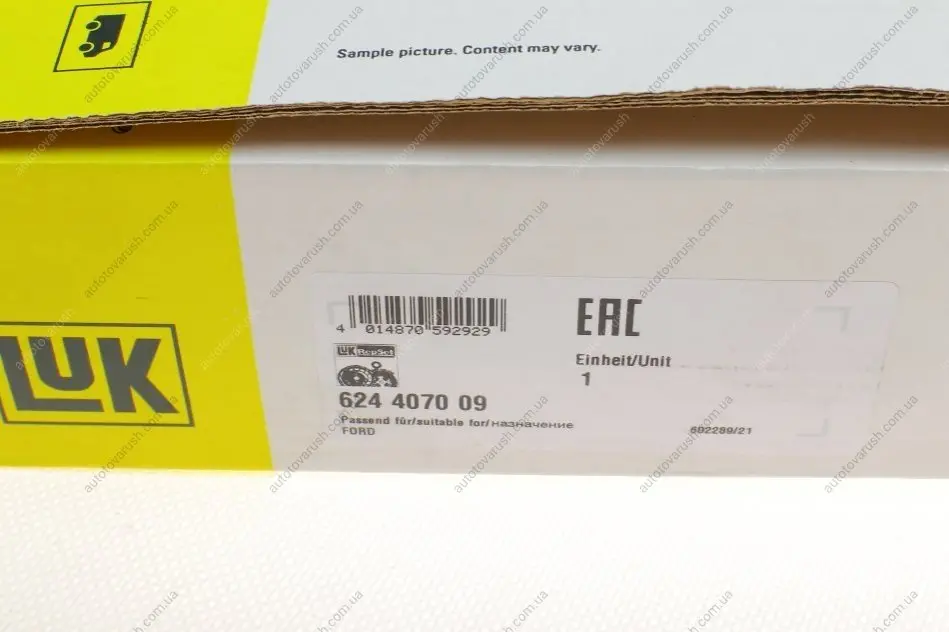 Sample picture. Content may vary.
LUK
4 014870 592929
EAC
LUK RepSet
Einheit/Unit
1
624 4070 09
Passend für/suitable for/назначение
FORD
602289/21
autotovarush.com.ua